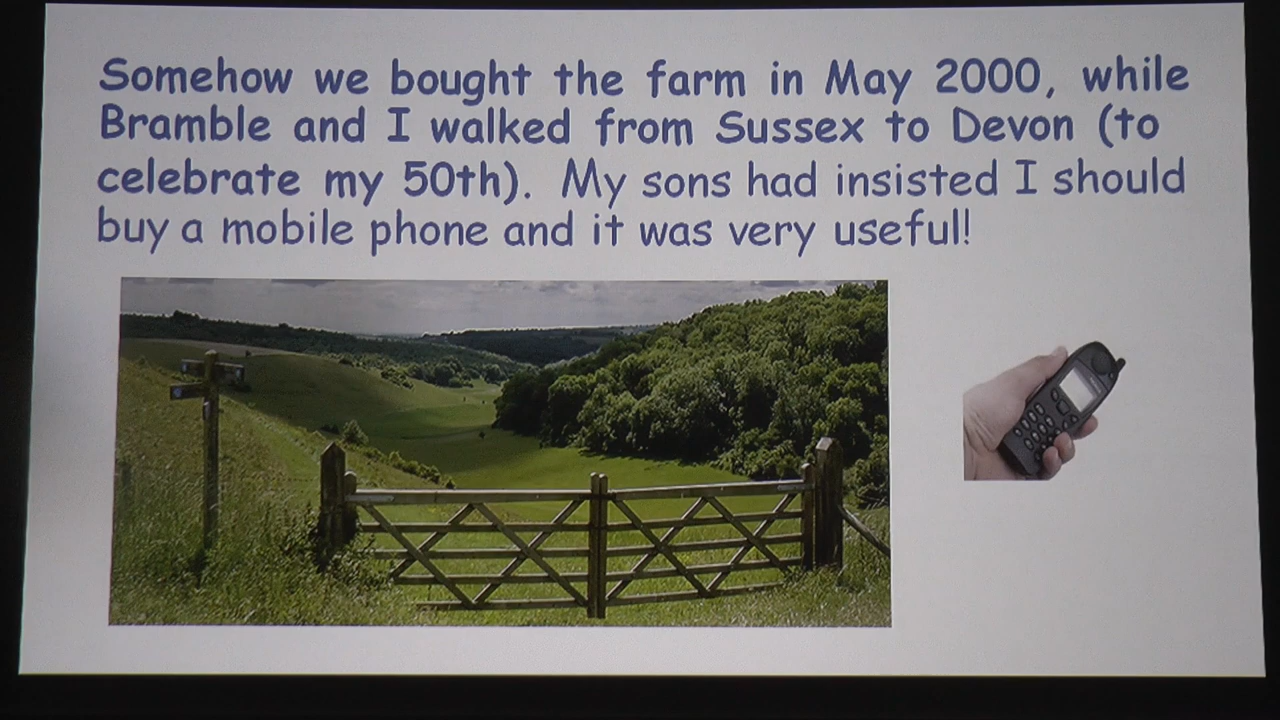 Somehow we bought the farm in May 2000, while
Bramble and I walked from Sussex to Devon (to
celebrate my 50th). My sons had insisted I should
buy a mobile phone and it was very useful!